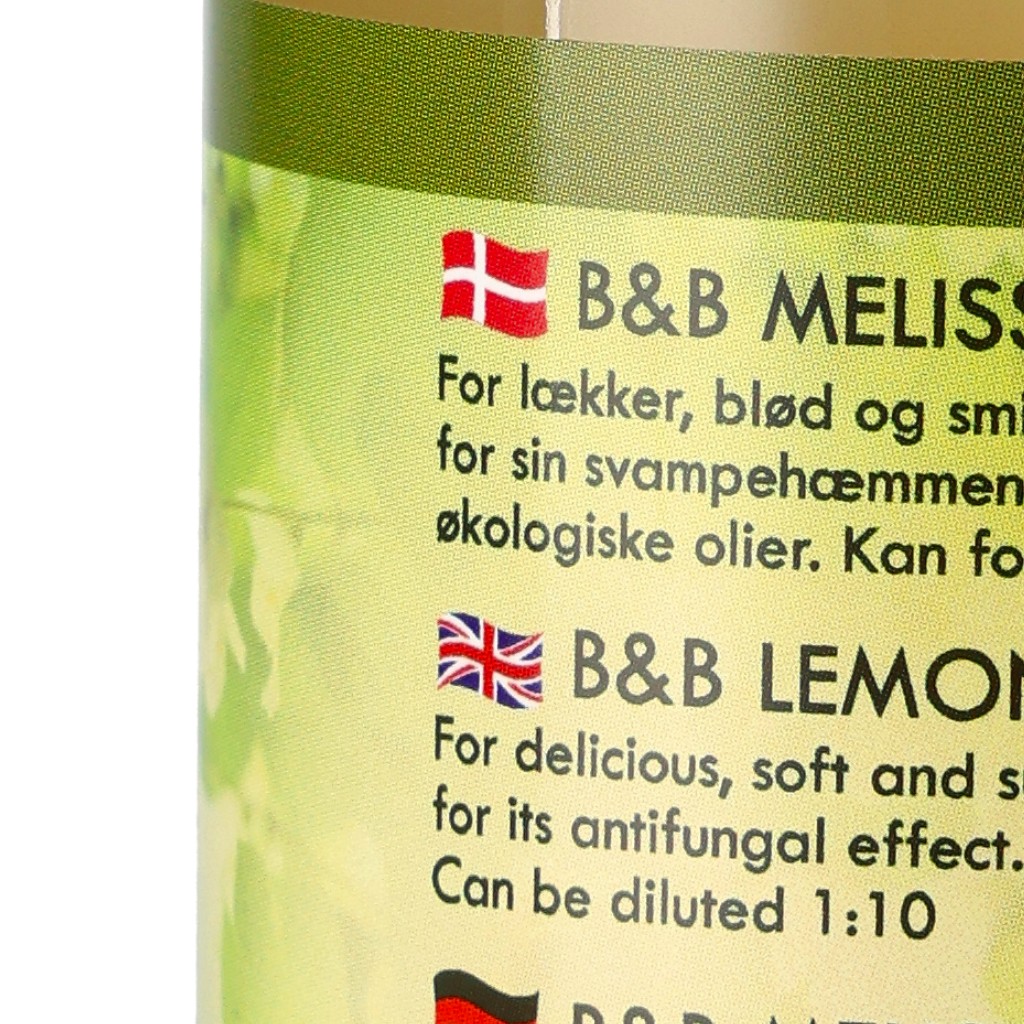 B&B MELISS
For lækker, blød og smi
for sin svampehæmmen
økologiske olier. Kan fo
B&B LEMON
For delicious, soft and s
for its antifungal effect.
Can be diluted 1:10
B&B